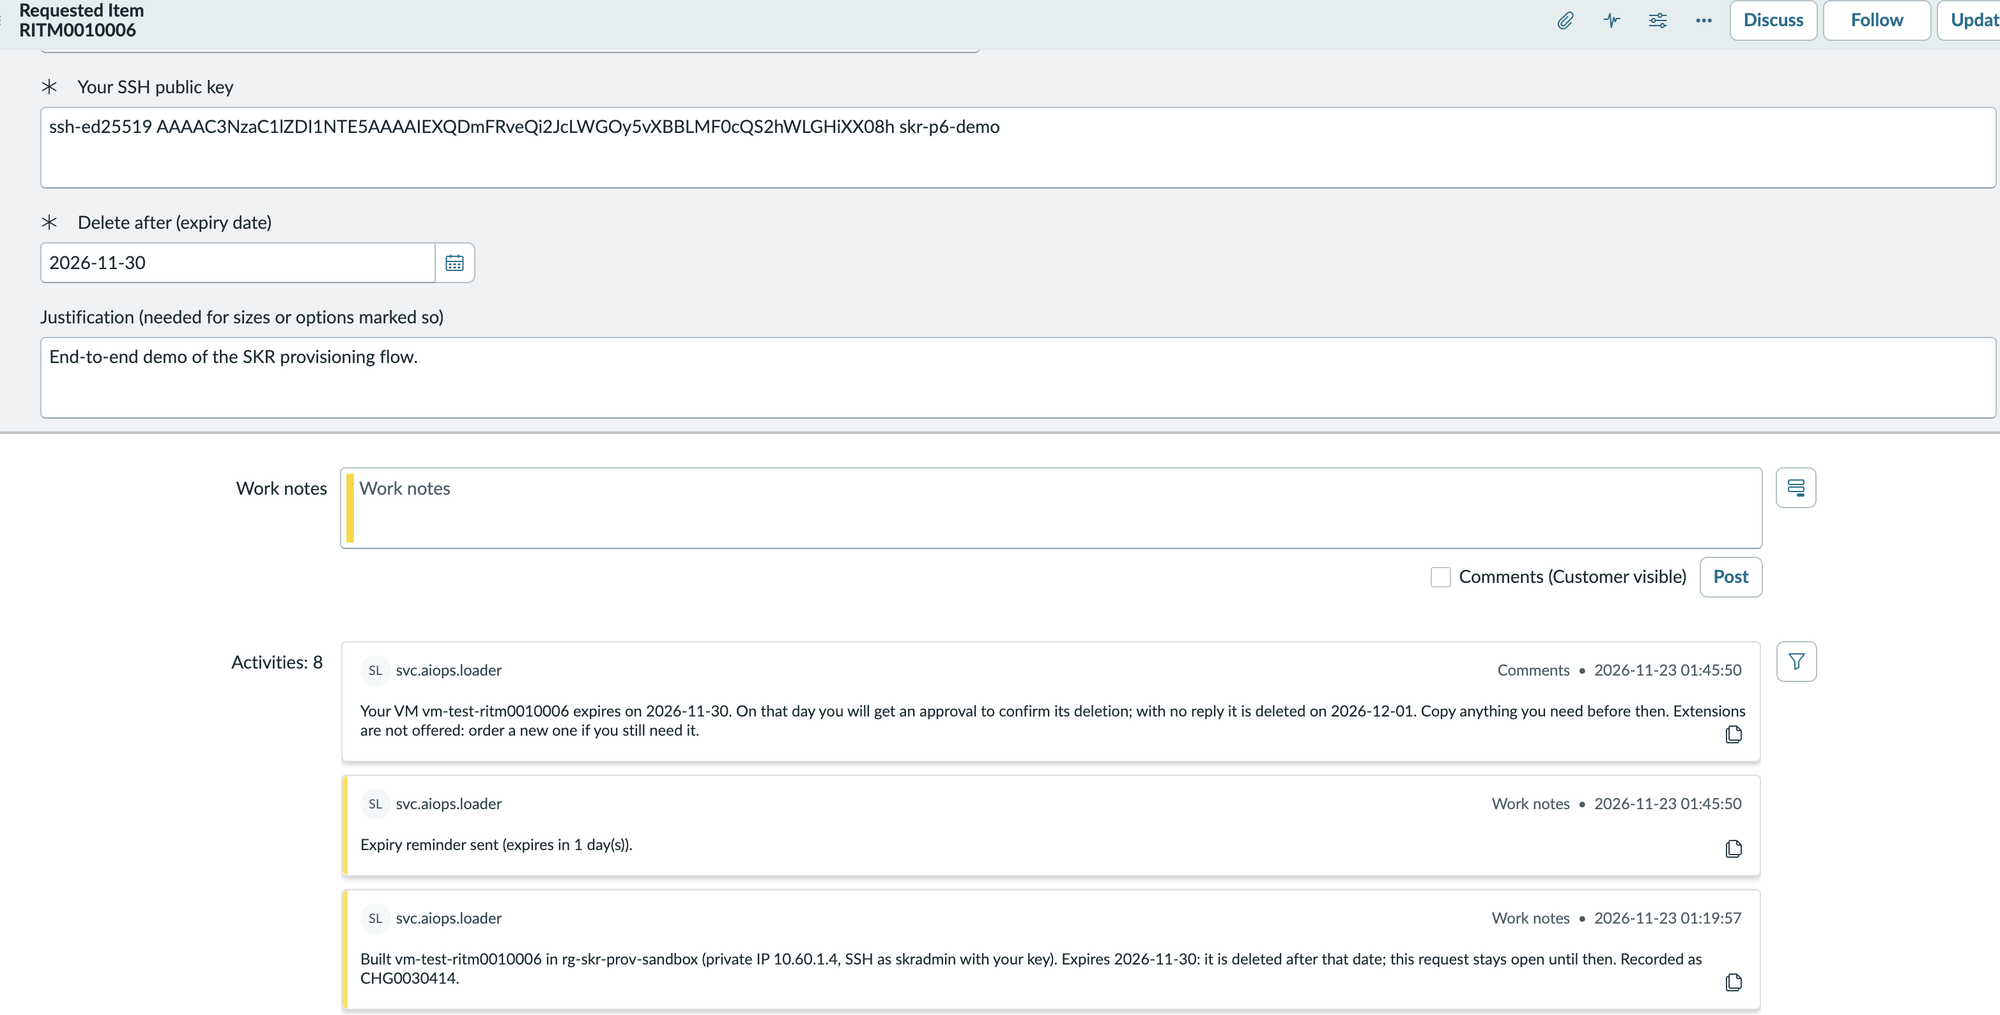 Requested Item
RITM0010006
Discuss
Follow
Updat
Your SSH public key
ssh-ed25519 AAAAC3NzaC1lZDI1NTE5AAAAIEXQDmFRveQi2JcLWGOy5vXBBLMF0cQS2hWLGHiXX08h skr-p6-demo
Delete after (expiry date)
2026-11-30
Justification (needed for sizes or options marked so)
End-to-end demo of the SKR provisioning flow.
Work notes
Work notes
Comments (Customer visible)
Post
Activities: 8
SL svc.aiops.loader Comments • 2026-11-23 01:45:50
Your VM vm-test-ritm0010006 expires on 2026-11-30. On that day you will get an approval to confirm its deletion; with no reply it is deleted on 2026-12-01. Copy anything you need before then. Extensions
are not offered: order a new one if you still need it.
SL svc.aiops.loader Work notes • 2026-11-23 01:45:50
Expiry reminder sent (expires in 1 day(s)).
SL svc.aiops.loader Work notes • 2026-11-23 01:19:57
Built vm-test-ritm0010006 in rg-skr-prov-sandbox (private IP 10.60.1.4, SSH as skradmin with your key). Expires 2026-11-30: it is deleted after that date; this request stays open until then. Recorded as
CHG0030414.